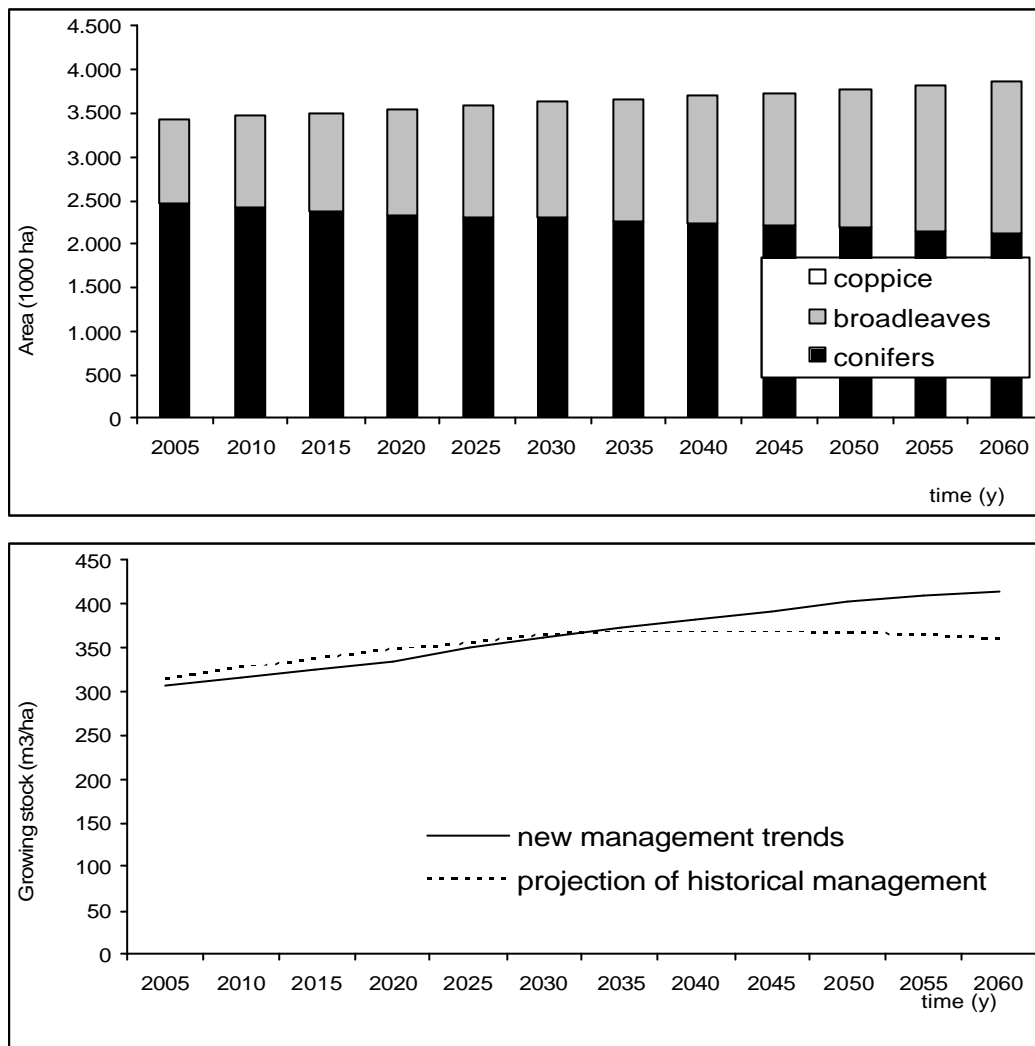 4.500
4.000
3.500
3.000
2.500
2.000
1.500
1.000
500
0
Area (1000 ha)
coppice
broadleaves
conifers
2005 2010 2015 2020 2025 2030 2035 2040 2045 2050 2055 2060
time (y)
450
400
350
300
250
200
150
100
50
0
Growing stock (m3/ha)
new management trends
projection of historical management
2005 2010 2015 2020 2025 2030 2035 2040 2045 2050 2055 2060
time (y)